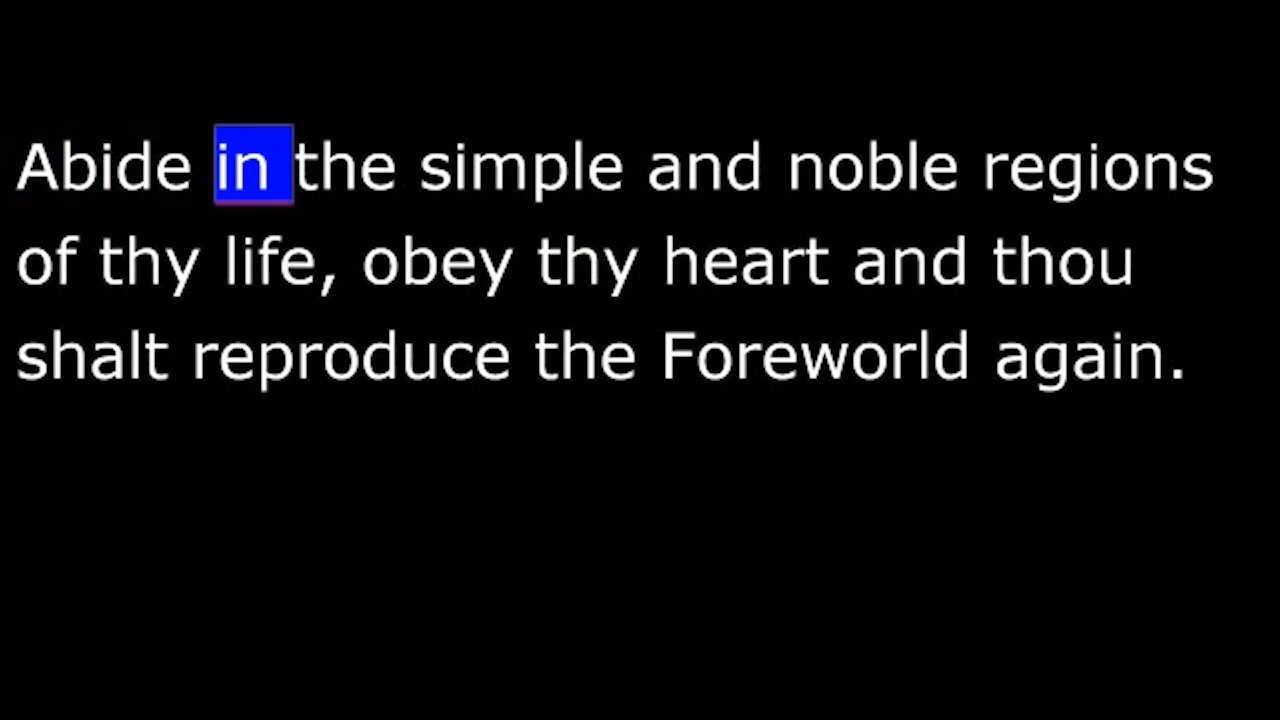 Abide in the simple and noble regions
of thy life, obey thy heart and thou
shalt reproduce the Foreworld again.